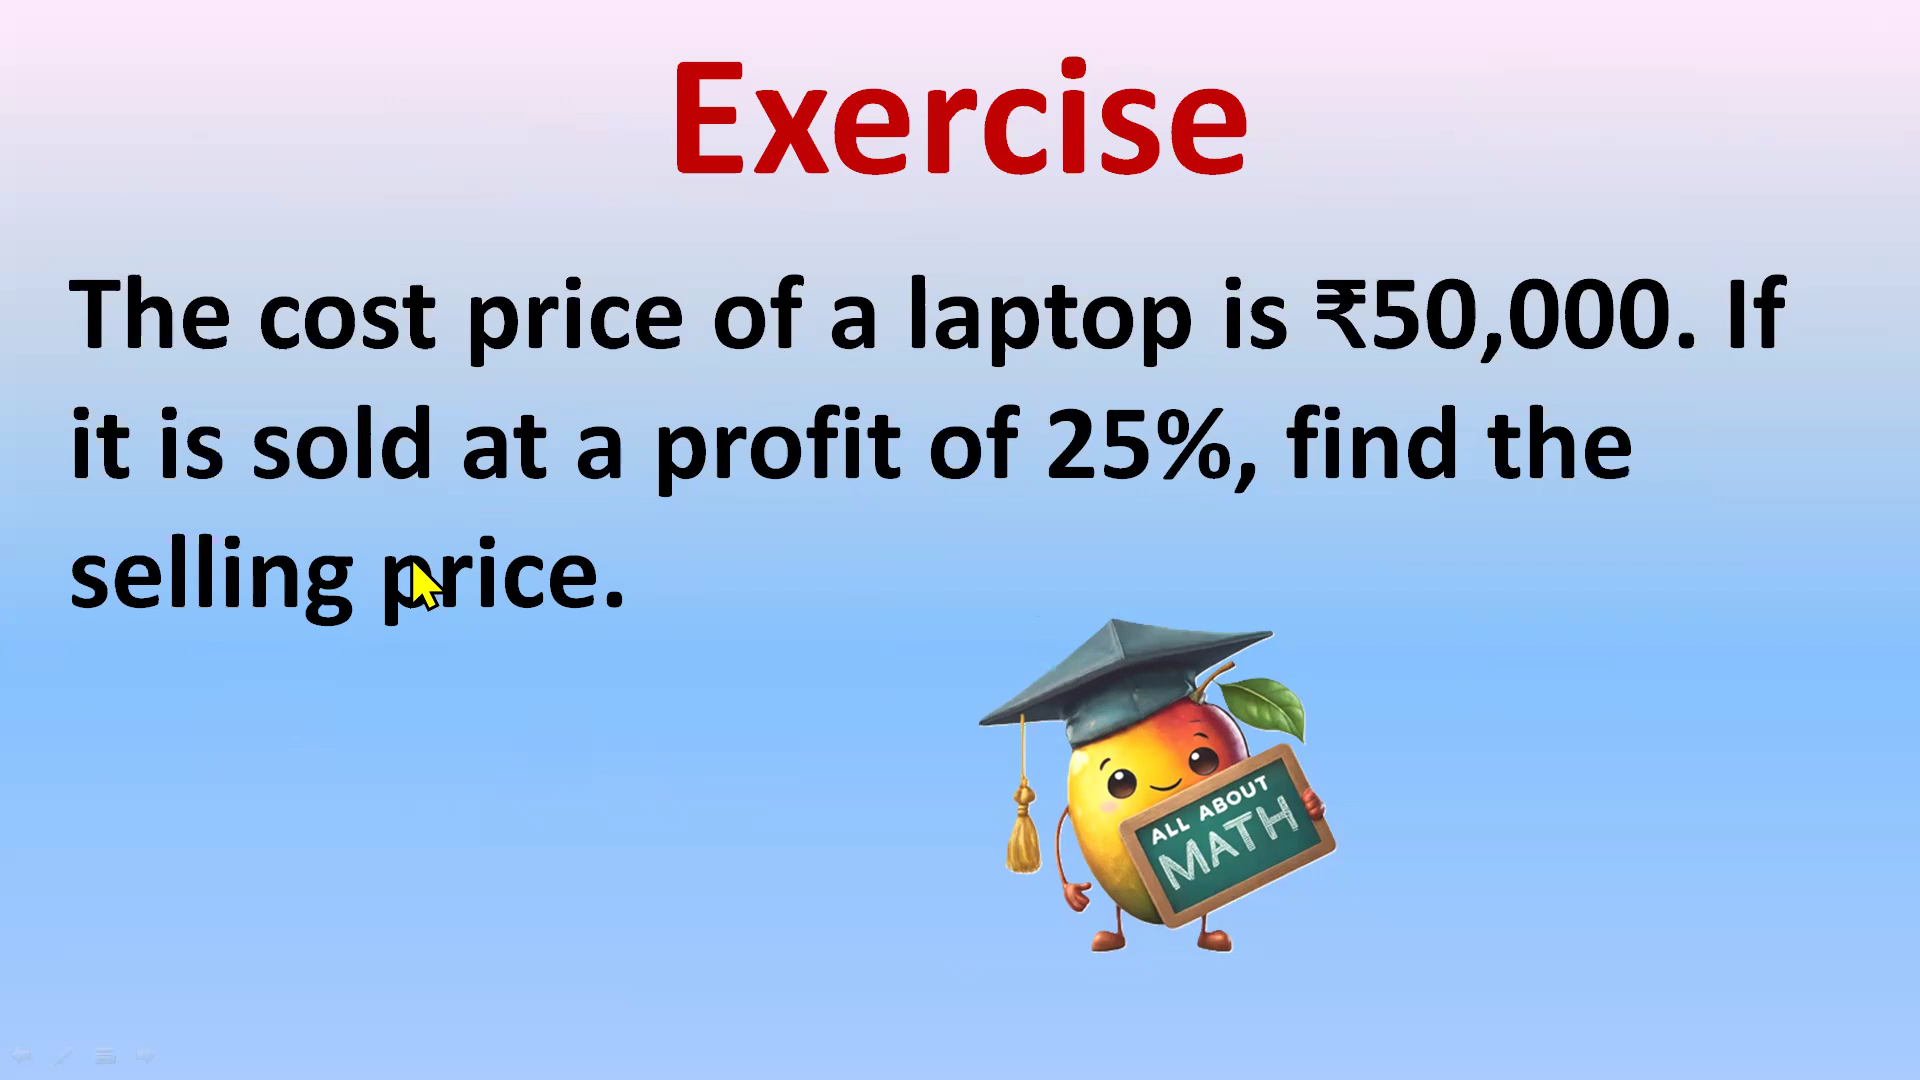 Exercise
The cost price of a laptop is ₹50,000. If
it is sold at a profit of 25%, find the
selling price.
ALL ABOUT
MATH